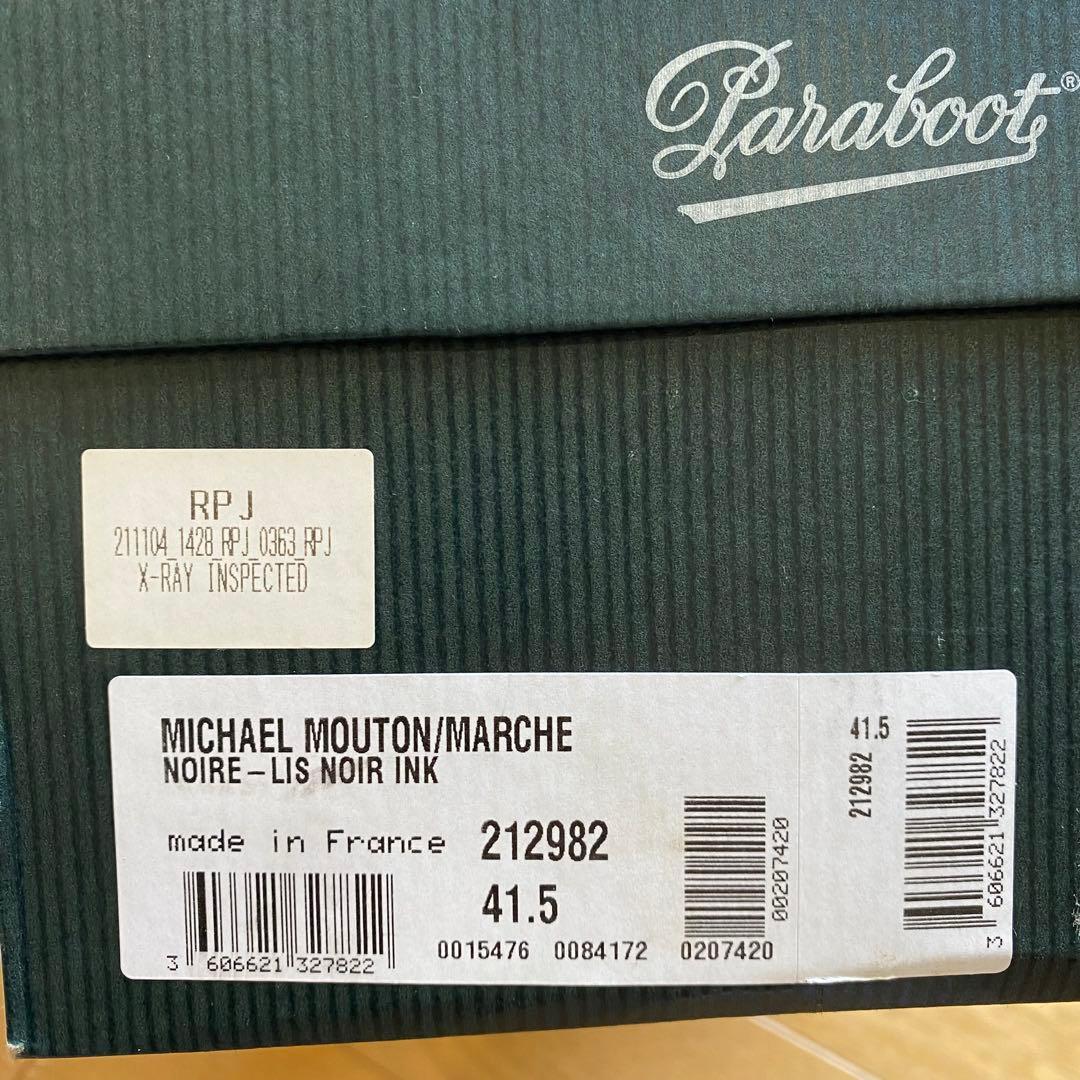 Paraboot®
RPJ
211104_1428_RPJ_0363_RPJ
X-RAY INSPECTED
MICHAEL MOUTON/MARCHE
NOIRE-LIS NOIR INK
made in France 212982
41.5
3 606621 327822
0015476 0084172 0207420
00207420
41.5
212982
3 606621 327822